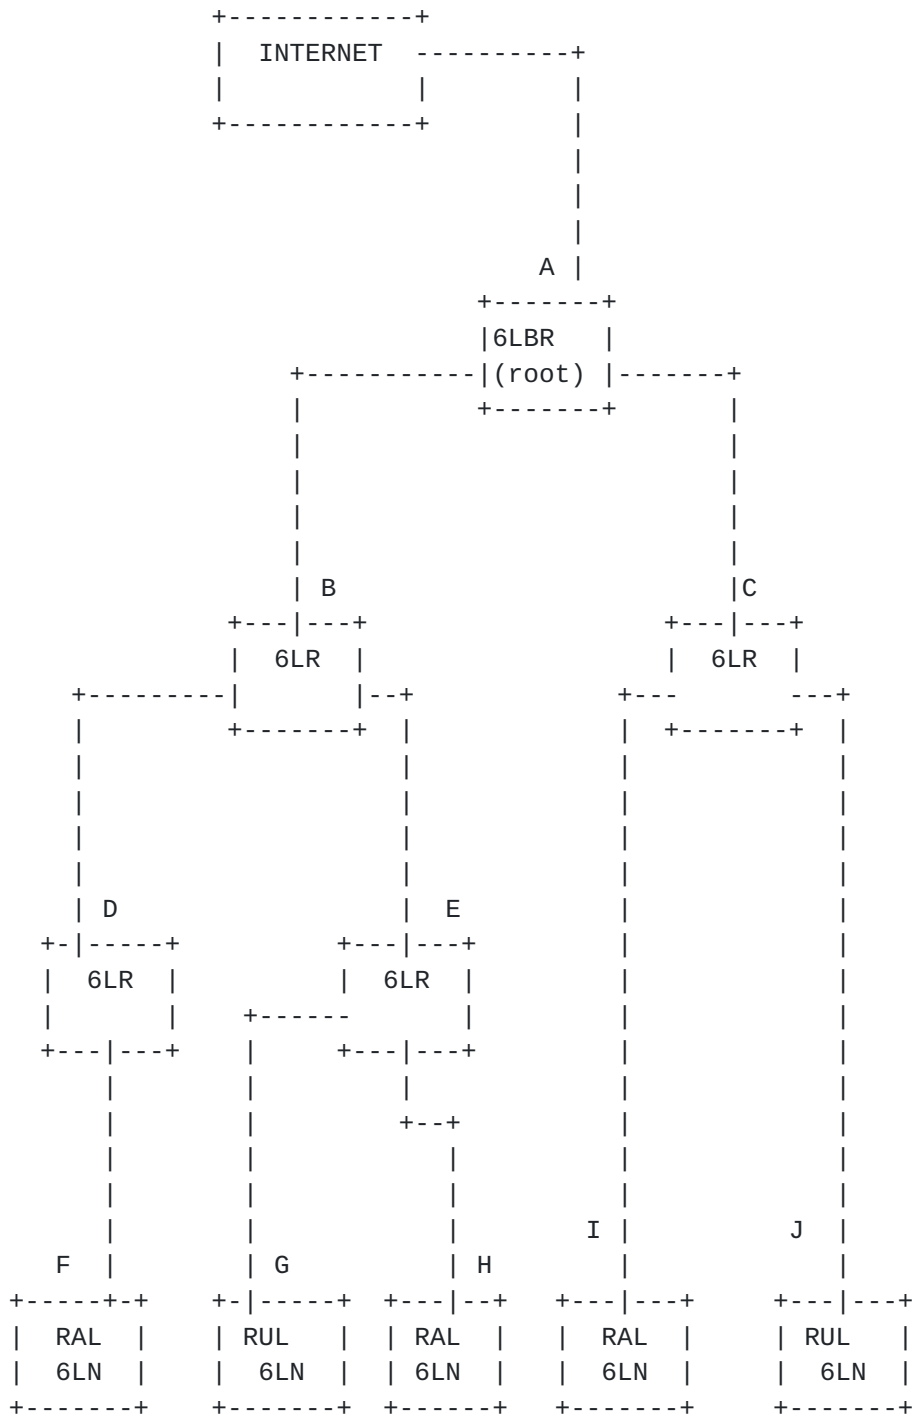 INTERNET
A
6LBR
(root)
B C
6LR 6LR
D E
6LR 6LR
I J
F G H
RAL RUL RAL RAL RUL
6LN 6LN 6LN 6LN 6LN